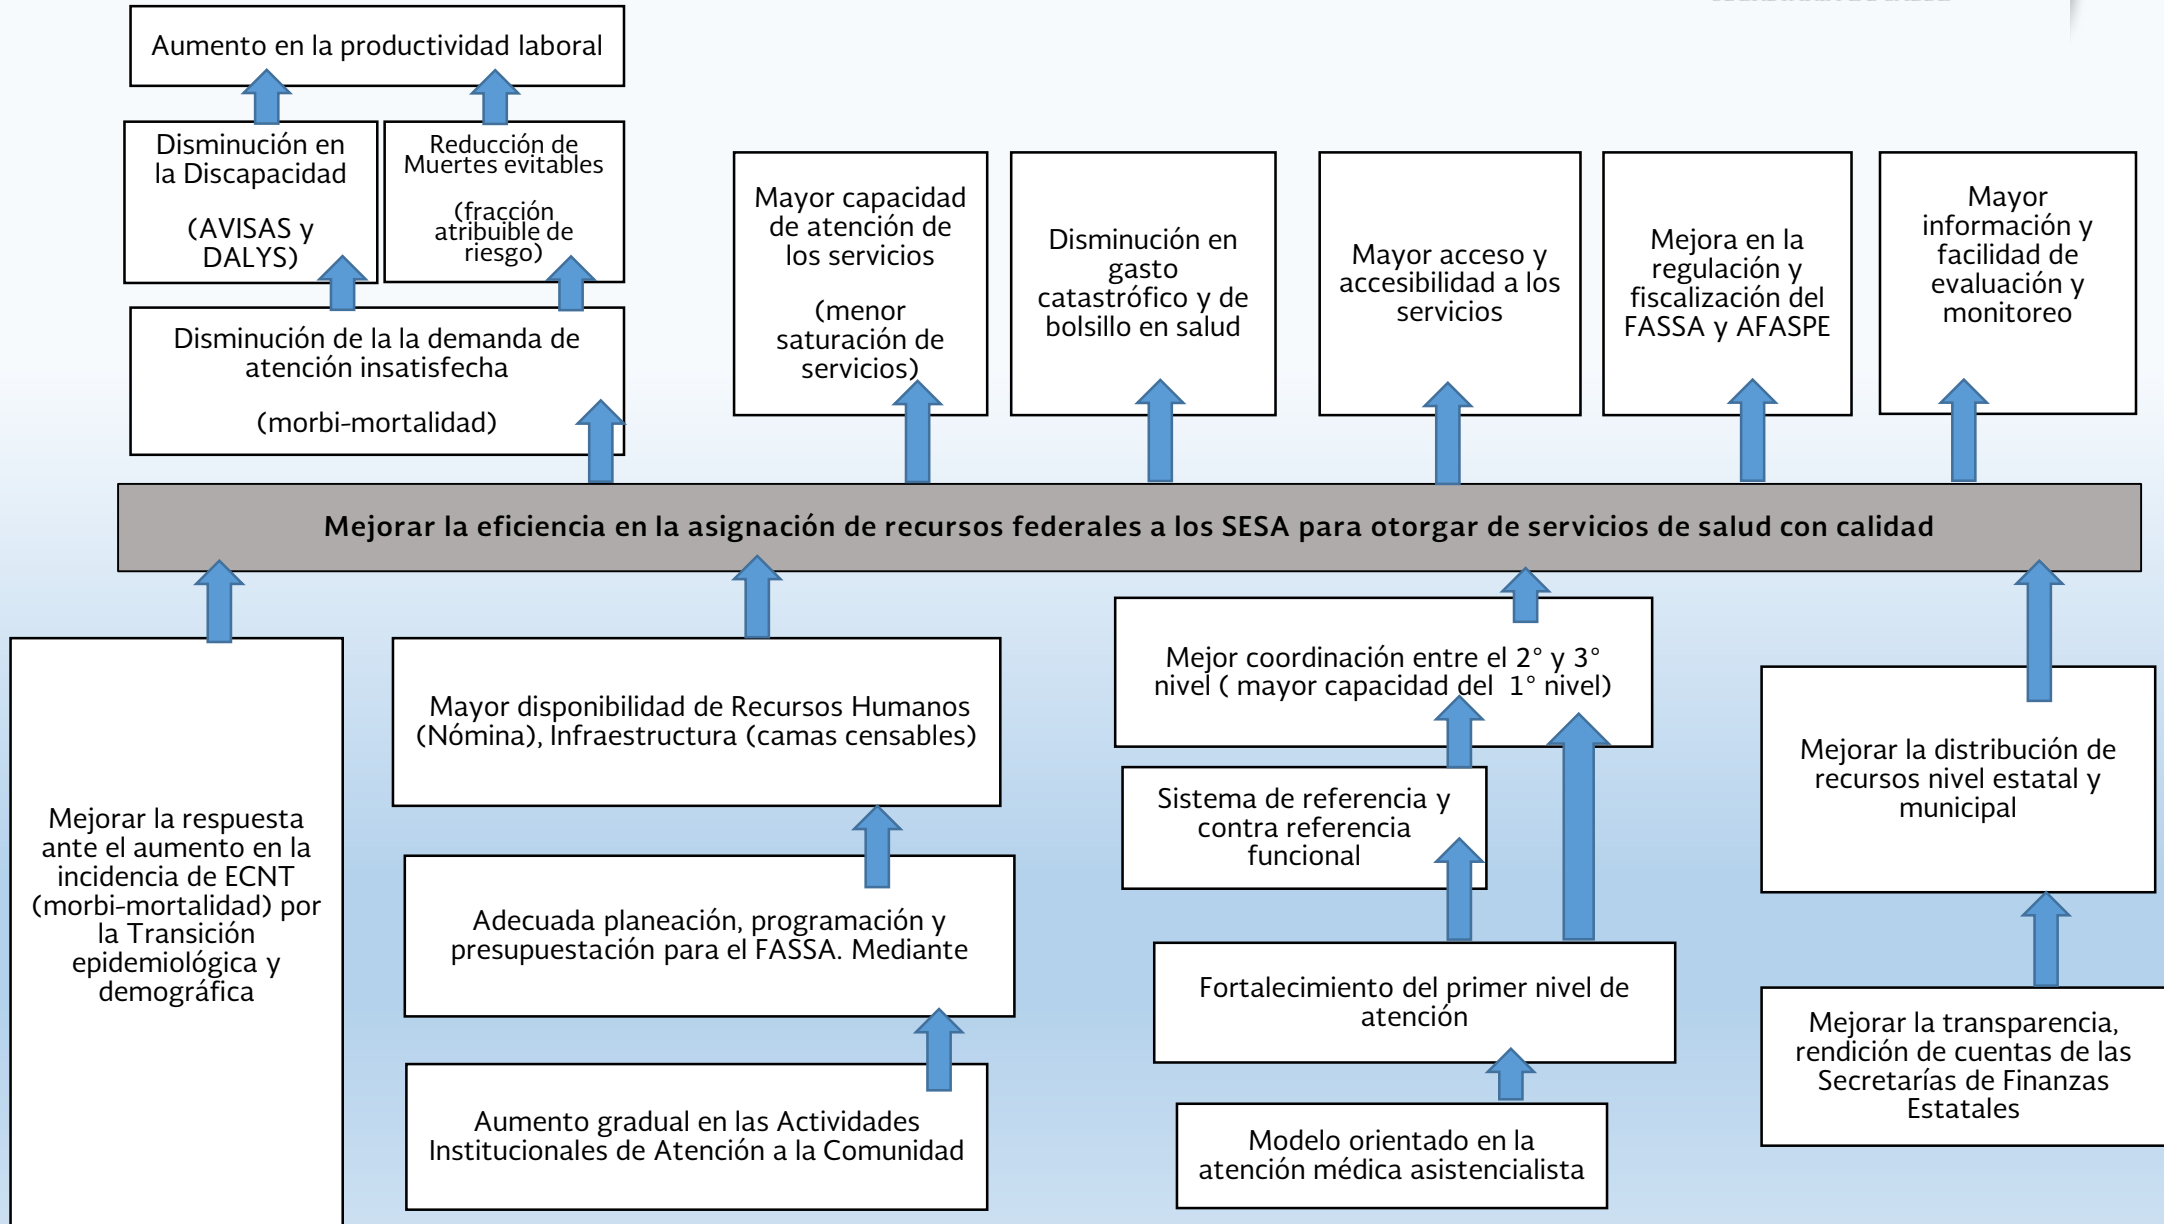 Aumento en la productividad laboral
Disminución en
la Discapacidad
(AVISAS y
DALYS)
Reducción de
Muertes evitables
(fracción
atribuible de
riesgo)
Disminución de la la demanda de
atención insatisfecha
(morbi-mortalidad)
Mayor capacidad
de atención de
los servicios
(menor
saturación de
servicios)
Disminución en
gasto
catastrófico y de
bolsillo en salud
Mayor acceso y
accesibilidad a los
servicios
Mejora en la
regulación y
fiscalización del
FASSA y AFASPE
Mayor
información y
facilidad de
evaluación y
monitoreo
Mejorar la eficiencia en la asignación de recursos federales a los SESA para otorgar de servicios de salud con calidad
Mejorar la respuesta
ante el aumento en la
incidencia de ECNT
(morbi-mortalidad) por
la Transición
epidemiológica y
demográfica
Mayor disponibilidad de Recursos Humanos
(Nómina), Infraestructura (camas censables)
Adecuada planeación, programación y
presupuestación para el FASSA. Mediante
Aumento gradual en las Actividades
Institucionales de Atención a la Comunidad
Mejor coordinación entre el 2° y 3°
nivel ( mayor capacidad del 1° nivel)
Sistema de referencia y
contra referencia
funcional
Fortalecimiento del primer nivel de
atención
Modelo orientado en la
atención médica asistencialista
Mejorar la distribución de
recursos nivel estatal y
municipal
Mejorar la transparencia,
rendición de cuentas de las
Secretarías de Finanzas
Estatales